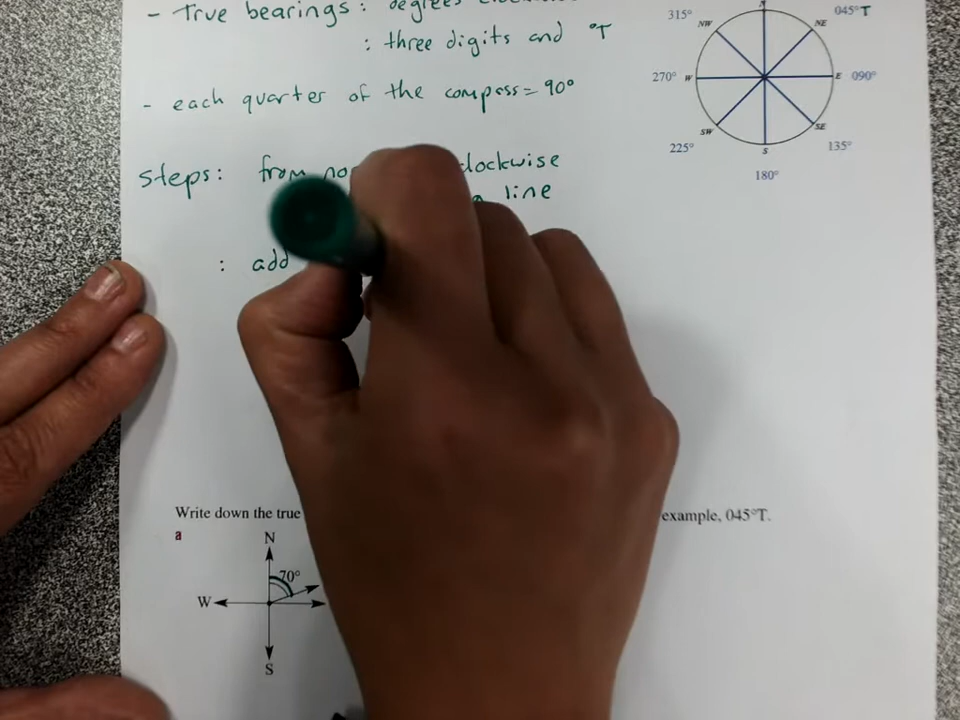 - True bearings: degrees
: three digits and °T
- each quarter of the compass = 90°
steps: from clockwise
line
: add
N
NE
045°T
E
090°
SE
135°
S
180°
SW
225°
W
270°
NW
315°
Write down the true example, 045°T.
a
N
70°
W
S